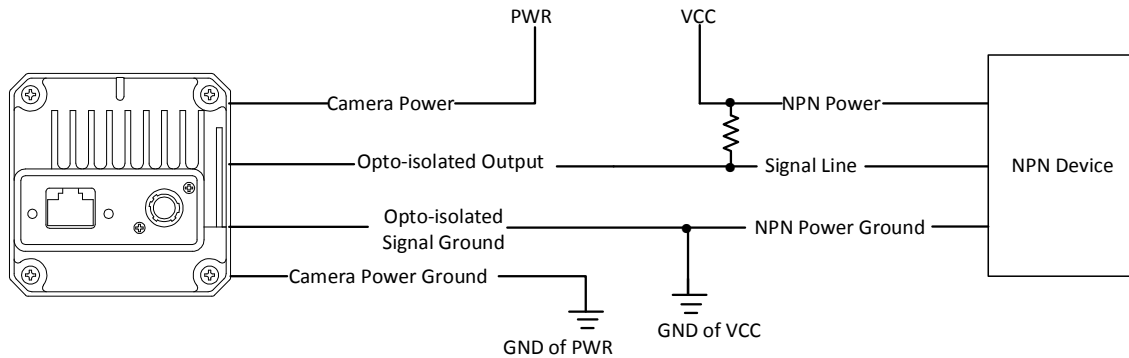 PWR
VCC
Camera Power
NPN Power
Opto-isolated Output
Signal Line
NPN Device
Opto-isolated
Signal Ground
NPN Power Ground
Camera Power Ground
GND of VCC
GND of PWR